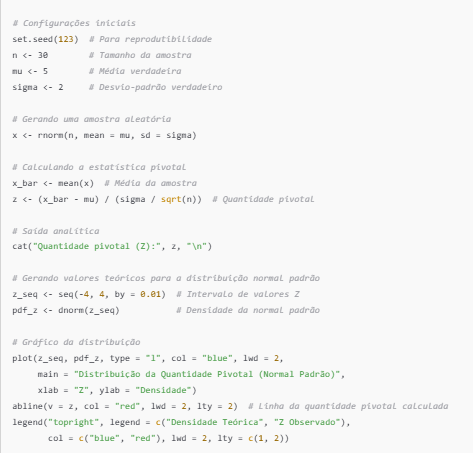 # Configurações iniciais
set.seed(123)  # Para reprodutibilidade
n <- 30        # Tamanho da amostra
mu <- 5        # Média verdadeira
sigma <- 2     # Desvio-padrão verdadeiro
# Gerando uma amostra aleatória
x <- rnorm(n, mean = mu, sd = sigma)
# Calculando a estatística pivotal
x_bar <- mean(x)  # Média da amostra
z <- (x_bar - mu) / (sigma / sqrt(n))  # Quantidade pivotal
# Saída analítica
cat("Quantidade pivotal (Z):", z, "\n")
# Gerando valores teóricos para a distribuição normal padrão
z_seq <- seq(-4, 4, by = 0.01)  # Intervalo de valores Z
pdf_z <- dnorm(z_seq)           # Densidade da normal padrão
# Gráfico da distribuição
plot(z_seq, pdf_z, type = "l", col = "blue", lwd = 2,
     main = "Distribuição da Quantidade Pivotal (Normal Padrão)",
     xlab = "Z", ylab = "Densidade")
abline(v = z, col = "red", lwd = 2, lty = 2)  # Linha da quantidade pivotal calculada
legend("topright", legend = c("Densidade Teórica", "Z Observado"),
       col = c("blue", "red"), lwd = 2, lty = c(1, 2))